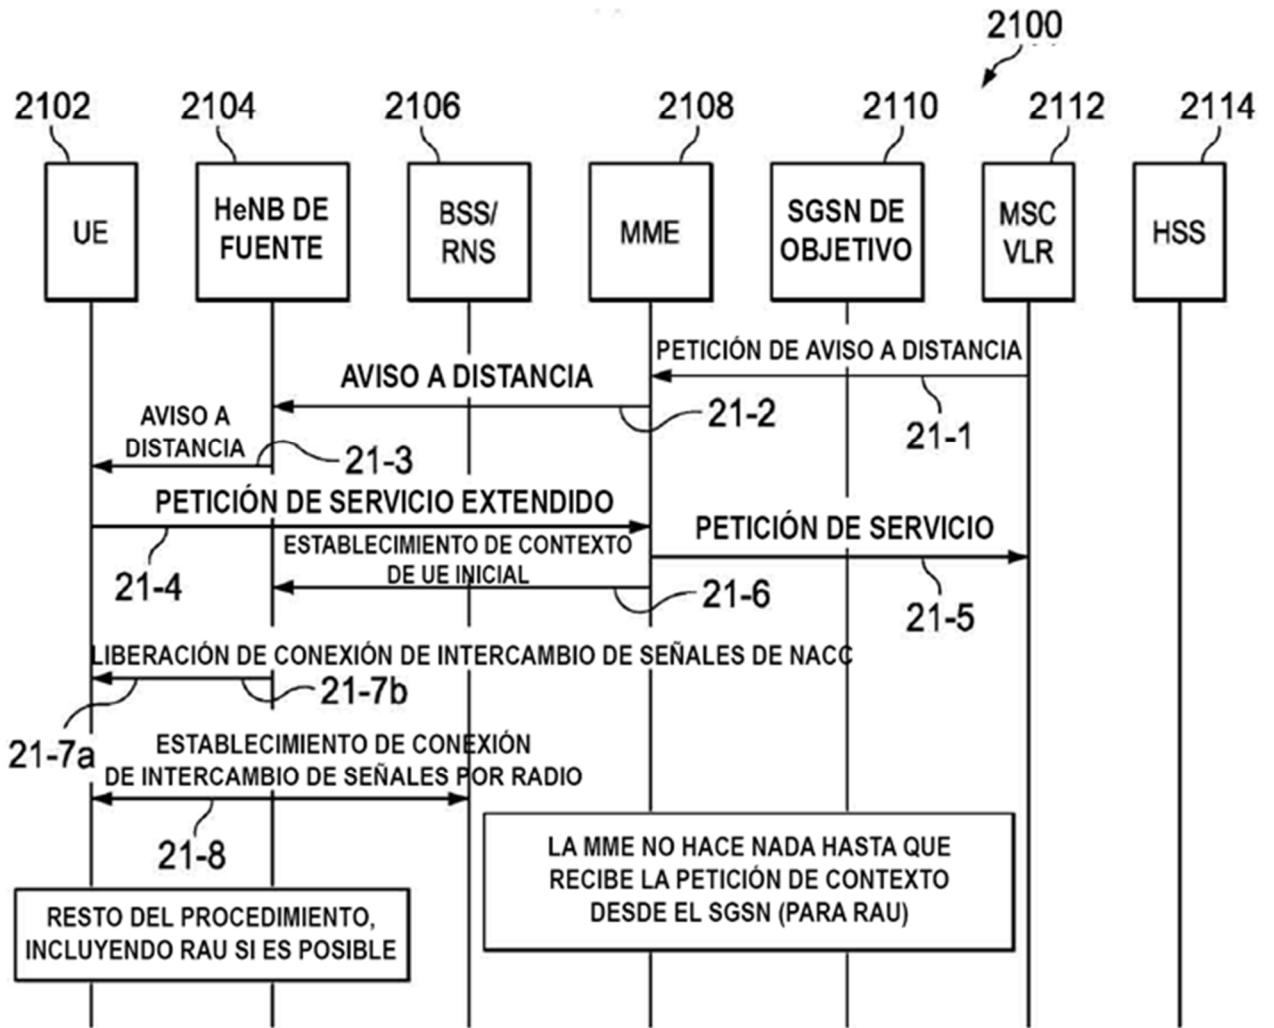 2100
2102
2104
2106
2108
2110
2112
2114
UE
HeNB DE
FUENTE
BSS/
RNS
MME
SGSN DE
OBJETIVO
MSC
VLR
HSS
PETICIÓN DE AVISO A DISTANCIA
21-1
AVISO A DISTANCIA
21-2
AVISO A
DISTANCIA
21-3
PETICIÓN DE SERVICIO EXTENDIDO
21-4
PETICIÓN DE SERVICIO
21-5
ESTABLECIMIENTO DE CONTEXTO
DE UE INICIAL
21-6
LIBERACIÓN DE CONEXIÓN DE INTERCAMBIO DE SEÑALES DE NACC
21-7b
21-7a
ESTABLECIMIENTO DE CONEXIÓN
DE INTERCAMBIO DE SEÑALES POR RADIO
21-8
LA MME NO HACE NADA HASTA QUE
RECIBE LA PETICIÓN DE CONTEXTO
DESDE EL SGSN (PARA RAU)
RESTO DEL PROCEDIMIENTO,
INCLUYENDO RAU SI ES POSIBLE